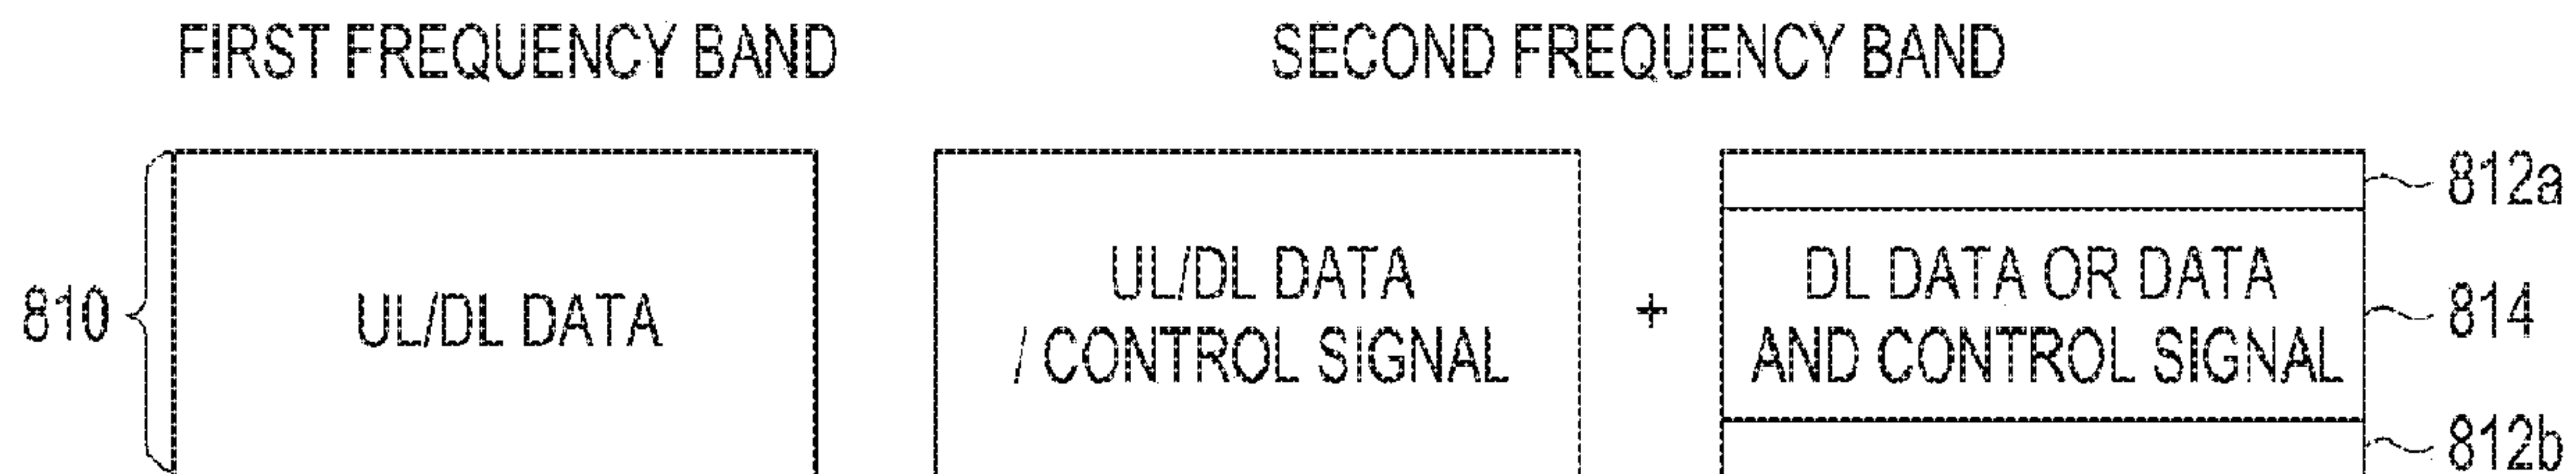 FIRST FREQUENCY BAND
SECOND FREQUENCY BAND
810
UL/DL DATA
UL/DL DATA
/ CONTROL SIGNAL
+
812a
DL DATA OR DATA
AND CONTROL SIGNAL
814
812b